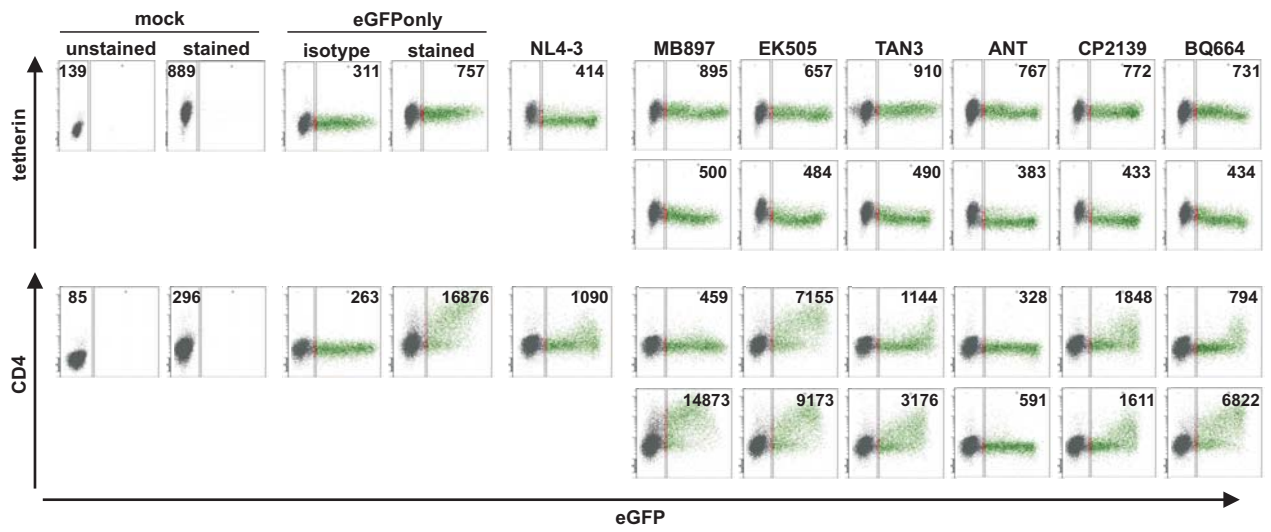 mock eGFPonly
unstained stained isotype stained NL4-3 MB897 EK505 TAN3 ANT CP2139 BQ664
139 889 311 757 414 895 657 910 767 772 731
tetherin
500 484 490 383 433 434
85 296 263 16876 1090 459 7155 1144 328 1848 794
CD4
14873 9173 3176 591 1611 6822
eGFP